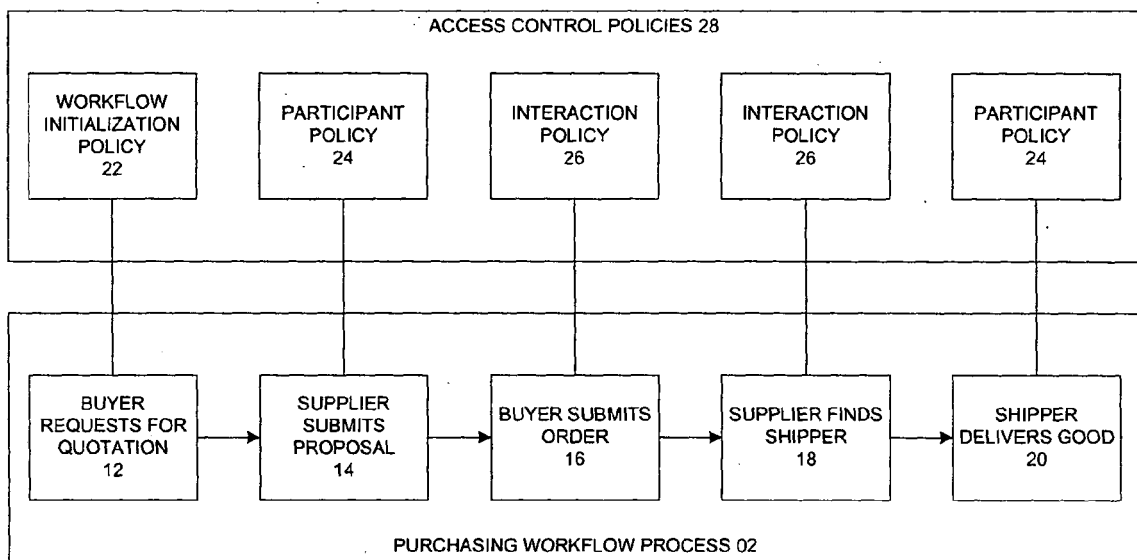 ACCESS CONTROL POLICIES 28
WORKFLOW
INITIALIZATION
POLICY
22
PARTICIPANT
POLICY
24
INTERACTION
POLICY
26
INTERACTION
POLICY
26
PARTICIPANT
POLICY
24
BUYER
REQUESTS FOR
QUOTATION
12
SUPPLIER
SUBMITS
PROPOSAL
14
BUYER SUBMITS
ORDER
16
SUPPLIER FINDS
SHIPPER
18
SHIPPER
DELIVERS GOOD
20
PURCHASING WORKFLOW PROCESS 02